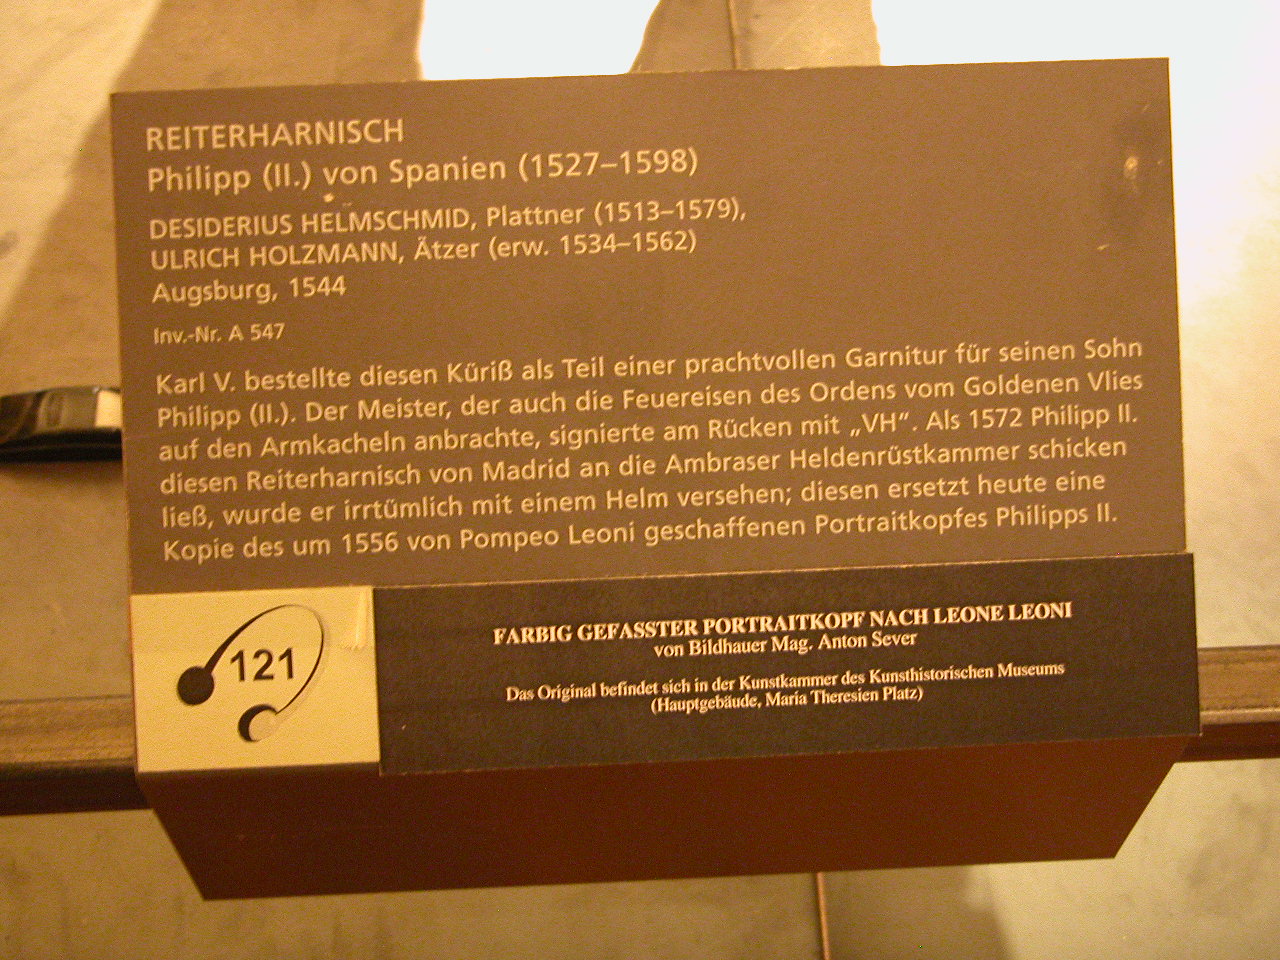 REITERHARNISCH
Philipp (II.) von Spanien (1527–1598)
DESIDERIUS HELMSCHMID, Plattner (1513–1579),
ULRICH HOLZMANN, Ätzer (erw. 1534–1562)
Augsburg, 1544
Inv.-Nr. A 547
Karl V. bestellte diesen Küriß als Teil einer prachtvollen Garnitur für seinen Sohn
Philipp (II.). Der Meister, der auch die Feuereisen des Ordens vom Goldenen Vlies
auf den Armkacheln anbrachte, signierte am Rücken mit „VH“. Als 1572 Philipp II.
diesen Reiterharnisch von Madrid an die Ambraser Heldenrüstkammer schicken
ließ, wurde er irrtümlich mit einem Helm versehen; diesen ersetzt heute eine
Kopie des um 1556 von Pompeo Leoni geschaffenen Portraitkopfes Philipps II.
121
FARBIG GEFASSTER PORTRAITKOPF NACH LEONE LEONI
von Bildhauer Mag. Anton Sever
Das Original befindet sich in der Kunstkammer des Kunsthistorischen Museums
(Hauptgebäude, Maria Theresien Platz)